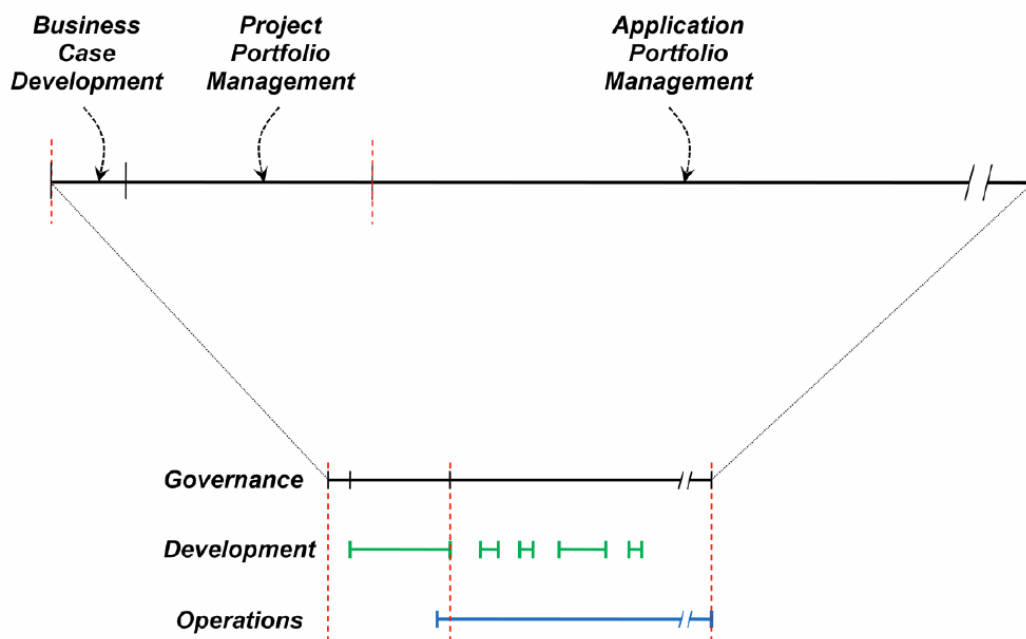 Business
Case
Development
Project
Portfolio
Management
Application
Portfolio
Management
Governance
Development
Operations